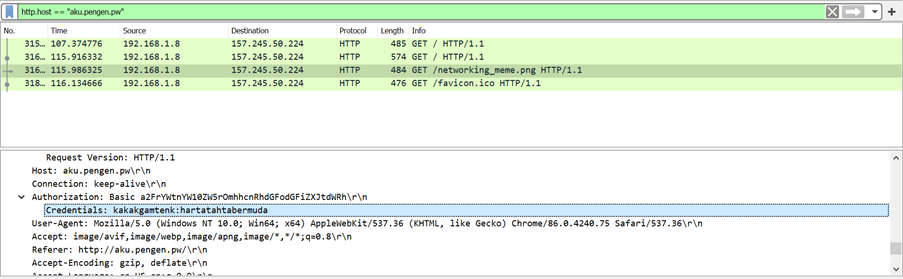 http.host == "aku.pengen.pw"
No. Time Source Destination Protocol Length Info
315… 107.374776 192.168.1.8 157.245.50.224 HTTP 485 GET / HTTP/1.1
316… 115.916332 192.168.1.8 157.245.50.224 HTTP 574 GET / HTTP/1.1
316… 115.986325 192.168.1.8 157.245.50.224 HTTP 484 GET /networking_meme.png HTTP/1.1
318… 116.134666 192.168.1.8 157.245.50.224 HTTP 476 GET /favicon.ico HTTP/1.1
Request Version: HTTP/1.1
Host: aku.pengen.pw\r\n
Connection: keep-alive\r\n
Authorization: Basic a2FrYWtnYW10ZW5rOmhhcnRhdGFodGFiZXJtdWRh\r\n
Credentials: kakakgamtenk:hartatahtabermuda
User-Agent: Mozilla/5.0 (Windows NT 10.0; Win64; x64) AppleWebKit/537.36 (KHTML, like Gecko) Chrome/86.0.4240.75 Safari/537.36\r\n
Accept: image/avif,image/webp,image/apng,image/*,*/*;q=0.8\r\n
Referer: http://aku.pengen.pw/\r\n
Accept-Encoding: gzip, deflate\r\n